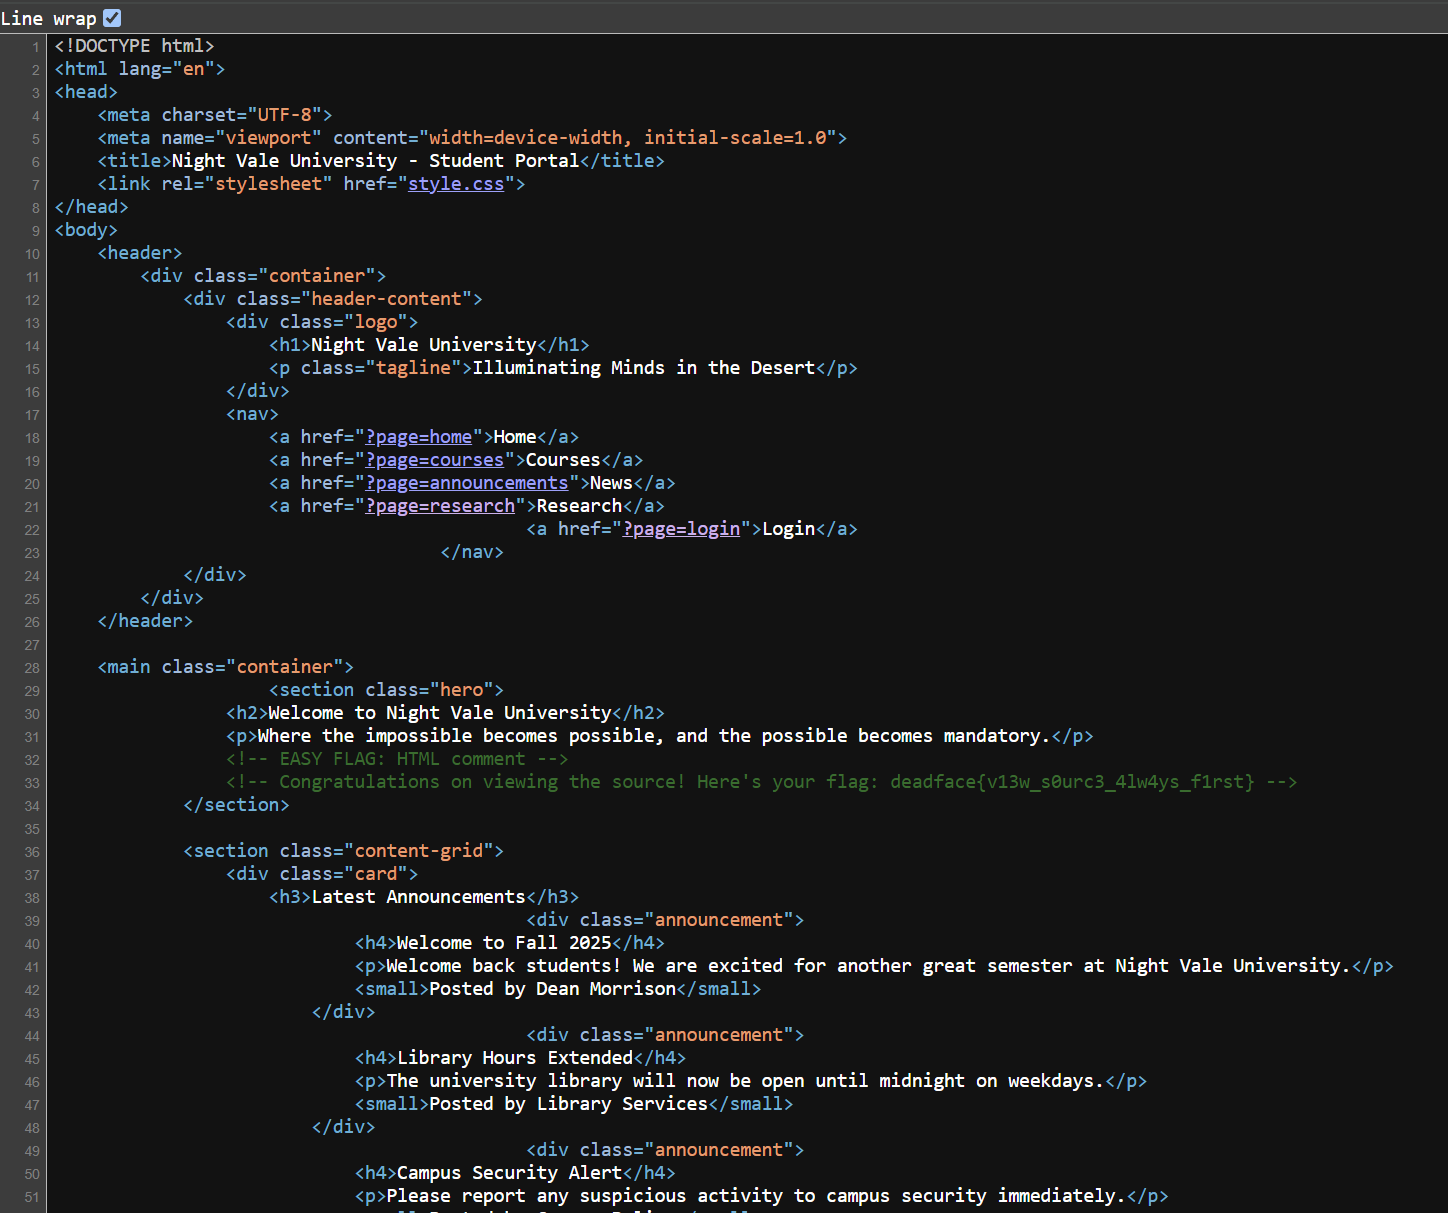 Line wrap
1 <!DOCTYPE html>
2 <html lang="en">
3 <head>
4     <meta charset="UTF-8">
5     <meta name="viewport" content="width=device-width, initial-scale=1.0">
6     <title>Night Vale University - Student Portal</title>
7     <link rel="stylesheet" href="style.css">
8 </head>
9 <body>
10     <header>
11         <div class="container">
12             <div class="header-content">
13                 <div class="logo">
14                     <h1>Night Vale University</h1>
15                     <p class="tagline">Illuminating Minds in the Desert</p>
16                 </div>
17                 <nav>
18                     <a href="?page=home">Home</a>
19                     <a href="?page=courses">Courses</a>
20                     <a href="?page=announcements">News</a>
21                     <a href="?page=research">Research</a>
22                                             <a href="?page=login">Login</a>
23                                     </nav>
24             </div>
25         </div>
26     </header>
27
28     <main class="container">
29                     <section class="hero">
30                 <h2>Welcome to Night Vale University</h2>
31                 <p>Where the impossible becomes possible, and the possible becomes mandatory.</p>
32                 <!-- EASY FLAG: HTML comment -->
33                 <!-- Congratulations on viewing the source! Here's your flag: deadface{v13w_s0urc3_4lw4ys_f1rst} -->
34             </section>
35
36             <section class="content-grid">
37                 <div class="card">
38                     <h3>Latest Announcements</h3>
39                                             <div class="announcement">
40                             <h4>Welcome to Fall 2025</h4>
41                             <p>Welcome back students! We are excited for another great semester at Night Vale University.</p>
42                             <small>Posted by Dean Morrison</small>
43                         </div>
44                                             <div class="announcement">
45                             <h4>Library Hours Extended</h4>
46                             <p>The university library will now be open until midnight on weekdays.</p>
47                             <small>Posted by Library Services</small>
48                         </div>
49                                             <div class="announcement">
50                             <h4>Campus Security Alert</h4>
51                             <p>Please report any suspicious activity to campus security immediately.</p>